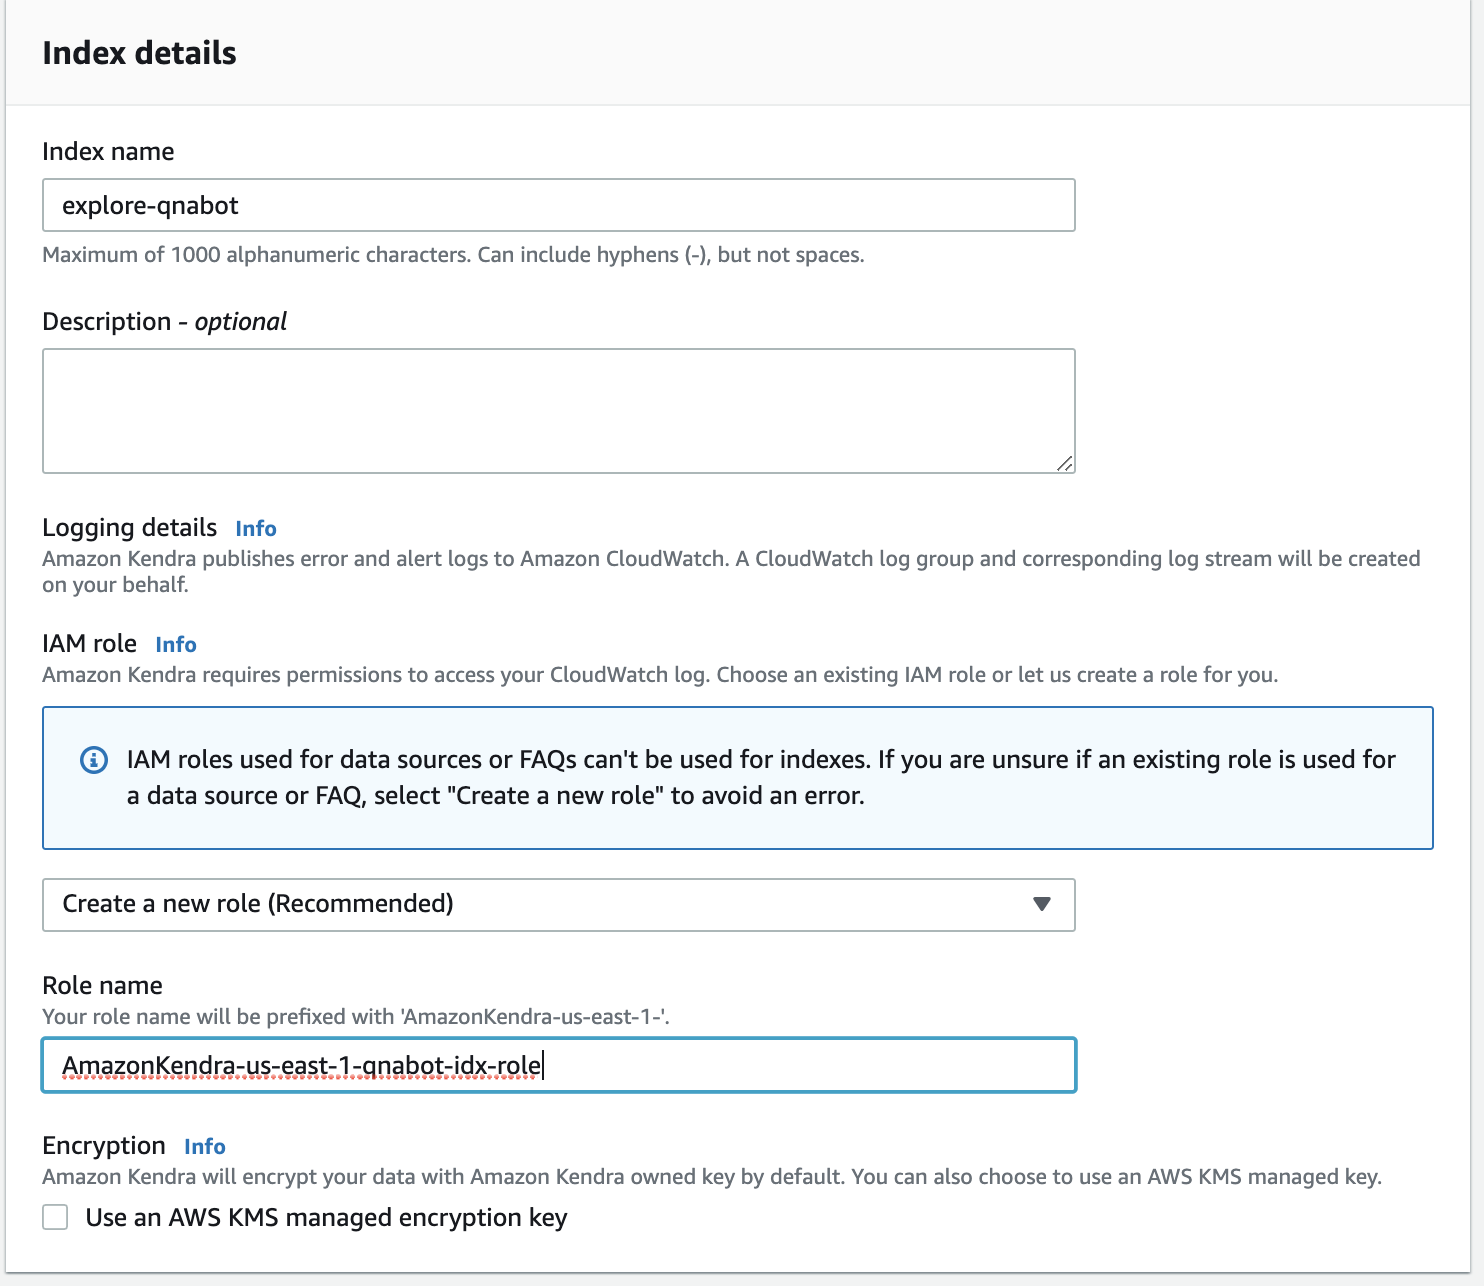 Index details
Index name
explore-qnabot
Maximum of 1000 alphanumeric characters. Can include hyphens (-), but not spaces.
Description - optional
Logging details Info
Amazon Kendra publishes error and alert logs to Amazon CloudWatch. A CloudWatch log group and corresponding log stream will be created
on your behalf.
IAM role Info
Amazon Kendra requires permissions to access your CloudWatch log. Choose an existing IAM role or let us create a role for you.
IAM roles used for data sources or FAQs can't be used for indexes. If you are unsure if an existing role is used for
a data source or FAQ, select "Create a new role" to avoid an error.
Create a new role (Recommended)
Role name
Your role name will be prefixed with 'AmazonKendra-us-east-1-'.
AmazonKendra-us-east-1-qnabot-idx-role
Encryption Info
Amazon Kendra will encrypt your data with Amazon Kendra owned key by default. You can also choose to use an AWS KMS managed key.
Use an AWS KMS managed encryption key